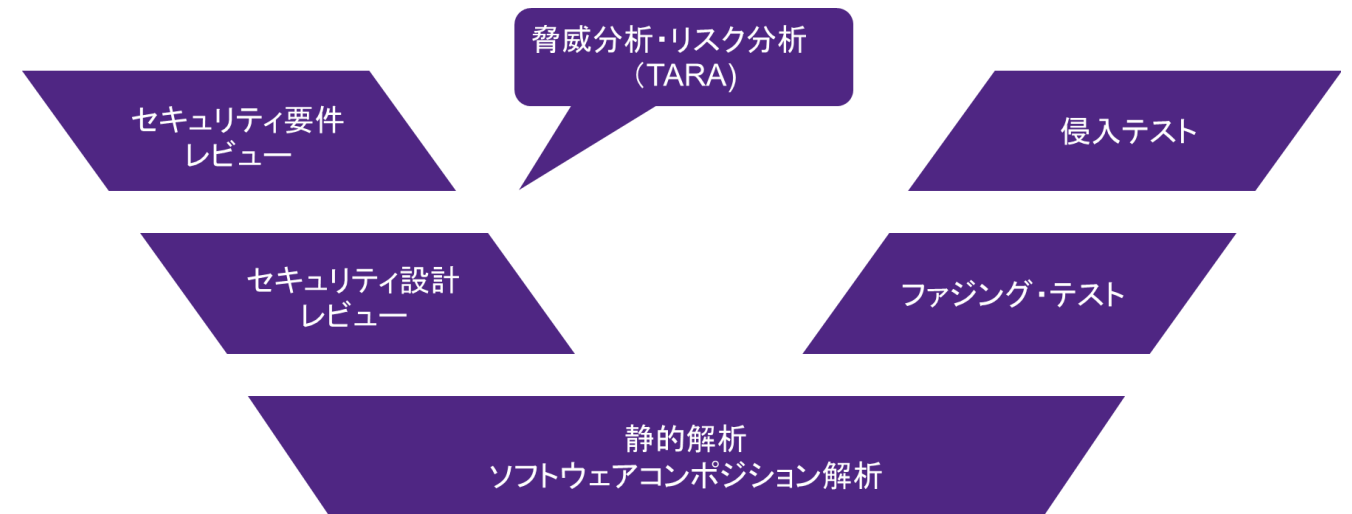 脅威分析・リスク分析
（TARA)
セキュリティ要件
レビュー
侵入テスト
セキュリティ設計
レビュー
ファジング・テスト
静的解析
ソフトウェアコンポジション解析